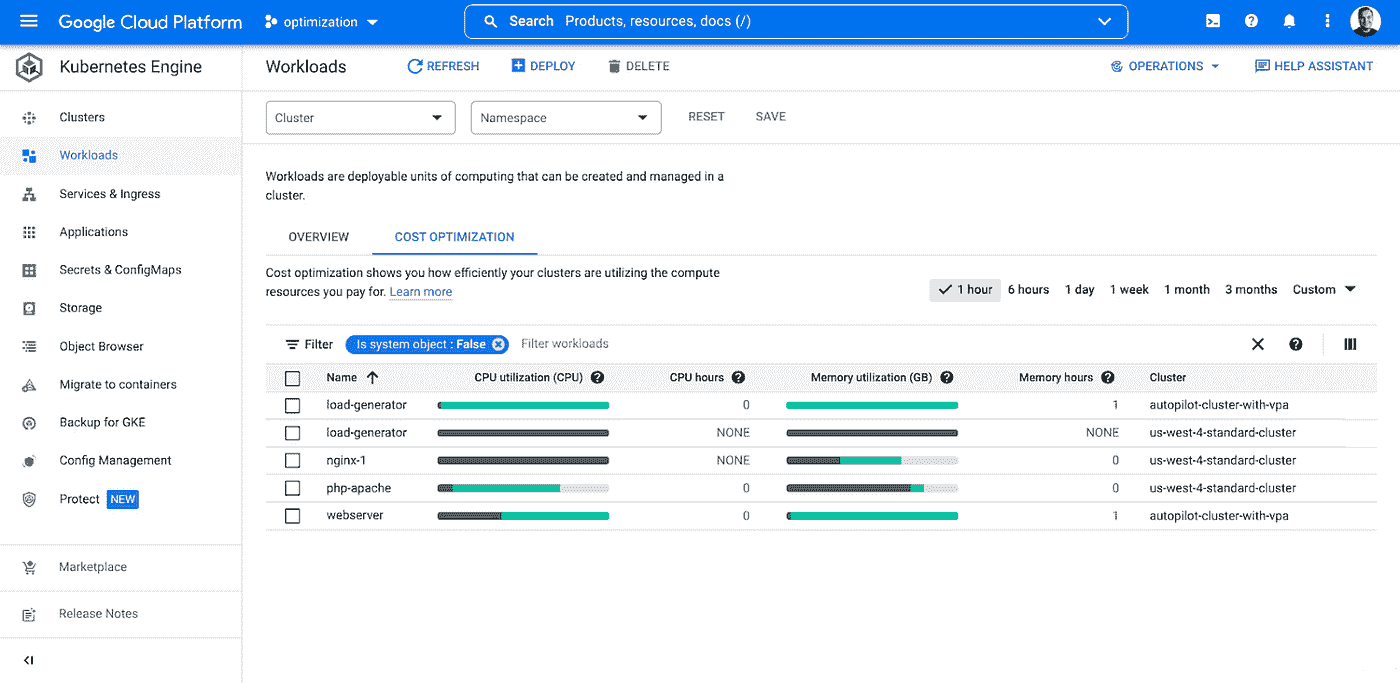 Google Cloud Platform optimization Search Products, resources, docs (/)
Kubernetes Engine
Workloads REFRESH DEPLOY DELETE OPERATIONS HELP ASSISTANT
Clusters
Workloads
Services & Ingress
Applications
Secrets & ConfigMaps
Storage
Object Browser
Migrate to containers
Backup for GKE
Config Management
Protect NEW
Marketplace
Release Notes
Cluster Namespace RESET SAVE
Workloads are deployable units of computing that can be created and managed in a
cluster.
OVERVIEW COST OPTIMIZATION
Cost optimization shows you how efficiently your clusters are utilizing the compute
resources you pay for. Learn more
1 hour 6 hours 1 day 1 week 1 month 3 months Custom
Filter Is system object : False Filter workloads
Name CPU utilization (CPU) CPU hours Memory utilization (GB) Memory hours Cluster
load-generator 0 1 autopilot-cluster-with-vpa
load-generator NONE NONE us-west-4-standard-cluster
nginx-1 NONE 0 us-west-4-standard-cluster
php-apache 0 0 us-west-4-standard-cluster
webserver 0 1 autopilot-cluster-with-vpa